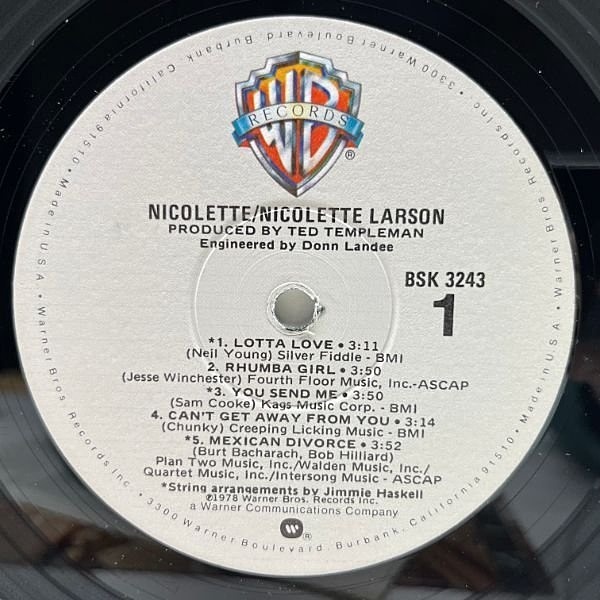 WB
RECORDS
®
NICOLETTE/NICOLETTE LARSON
PRODUCED BY TED TEMPLEMAN
Engineered by Donn Landee
BSK 3243
1
*1. LOTTA LOVE • 3:11
(Neil Young) Silver Fiddle - BMI
2. RHUMBA GIRL • 3:50
(Jesse Winchester) Fourth Floor Music, Inc.-ASCAP
*3. YOU SEND ME • 3:50
(Sam Cooke) Kags Music Corp. - BMI
4. CAN'T GET AWAY FROM YOU • 3:14
(Chunky) Creeping Licking Music - BMI
*5. MEXICAN DIVORCE • 3:52
(Burt Bacharach, Bob Hilliard)
Plan Two Music, Inc./Walden Music, Inc./
Quartet Music, Inc./Intersong Music - ASCAP
*String arrangements by Jimmie Haskell
℗1978 Warner Bros. Records Inc.
a Warner Communications Company
W ®
• Warner Bros. Records Inc. • 3300 Warner Boulevard, Burbank, California 91510 • Made in U.S.A. • Warner Bros. Records Inc. • 3300 Warner Boulevard, Burbank, California 91510 • Made in U.S.A.